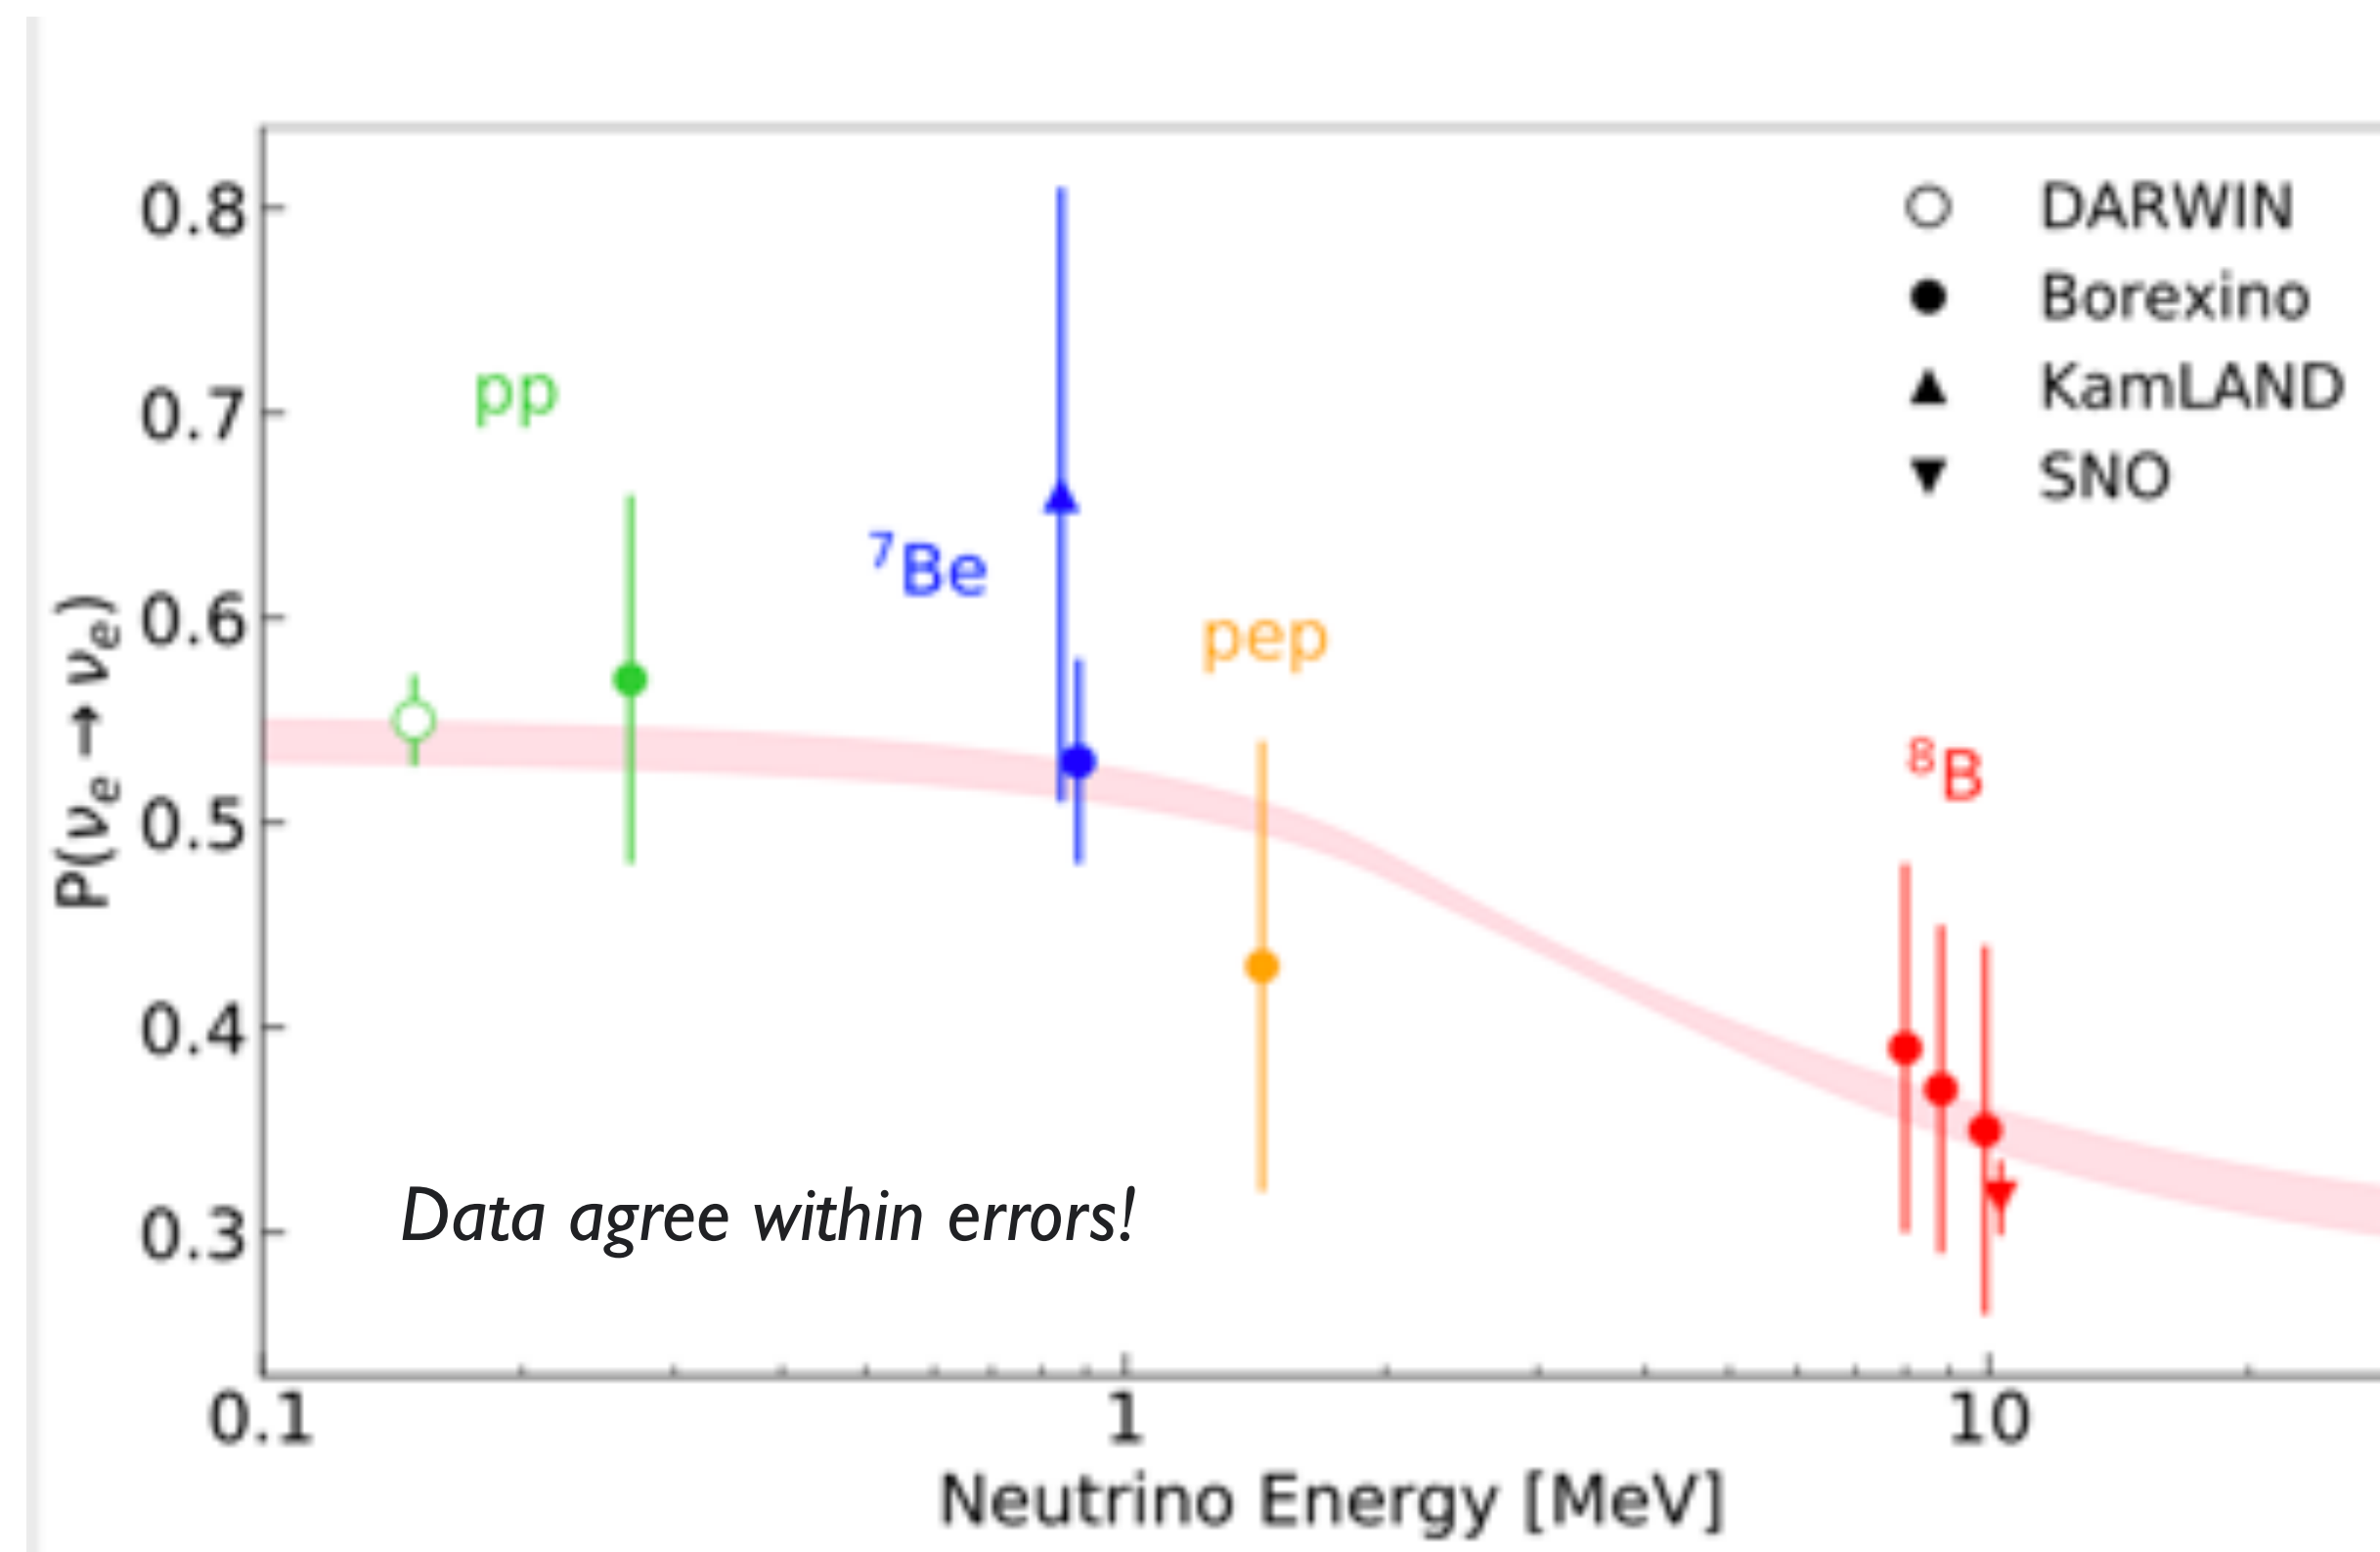 0.8
0.7
0.6
0.5
0.4
0.3
P(νe → νe)
pp
⁷Be
pep
⁸B
DARWIN
Borexino
KamLAND
SNO
Data agree within errors!
0.1
1
10
Neutrino Energy [MeV]